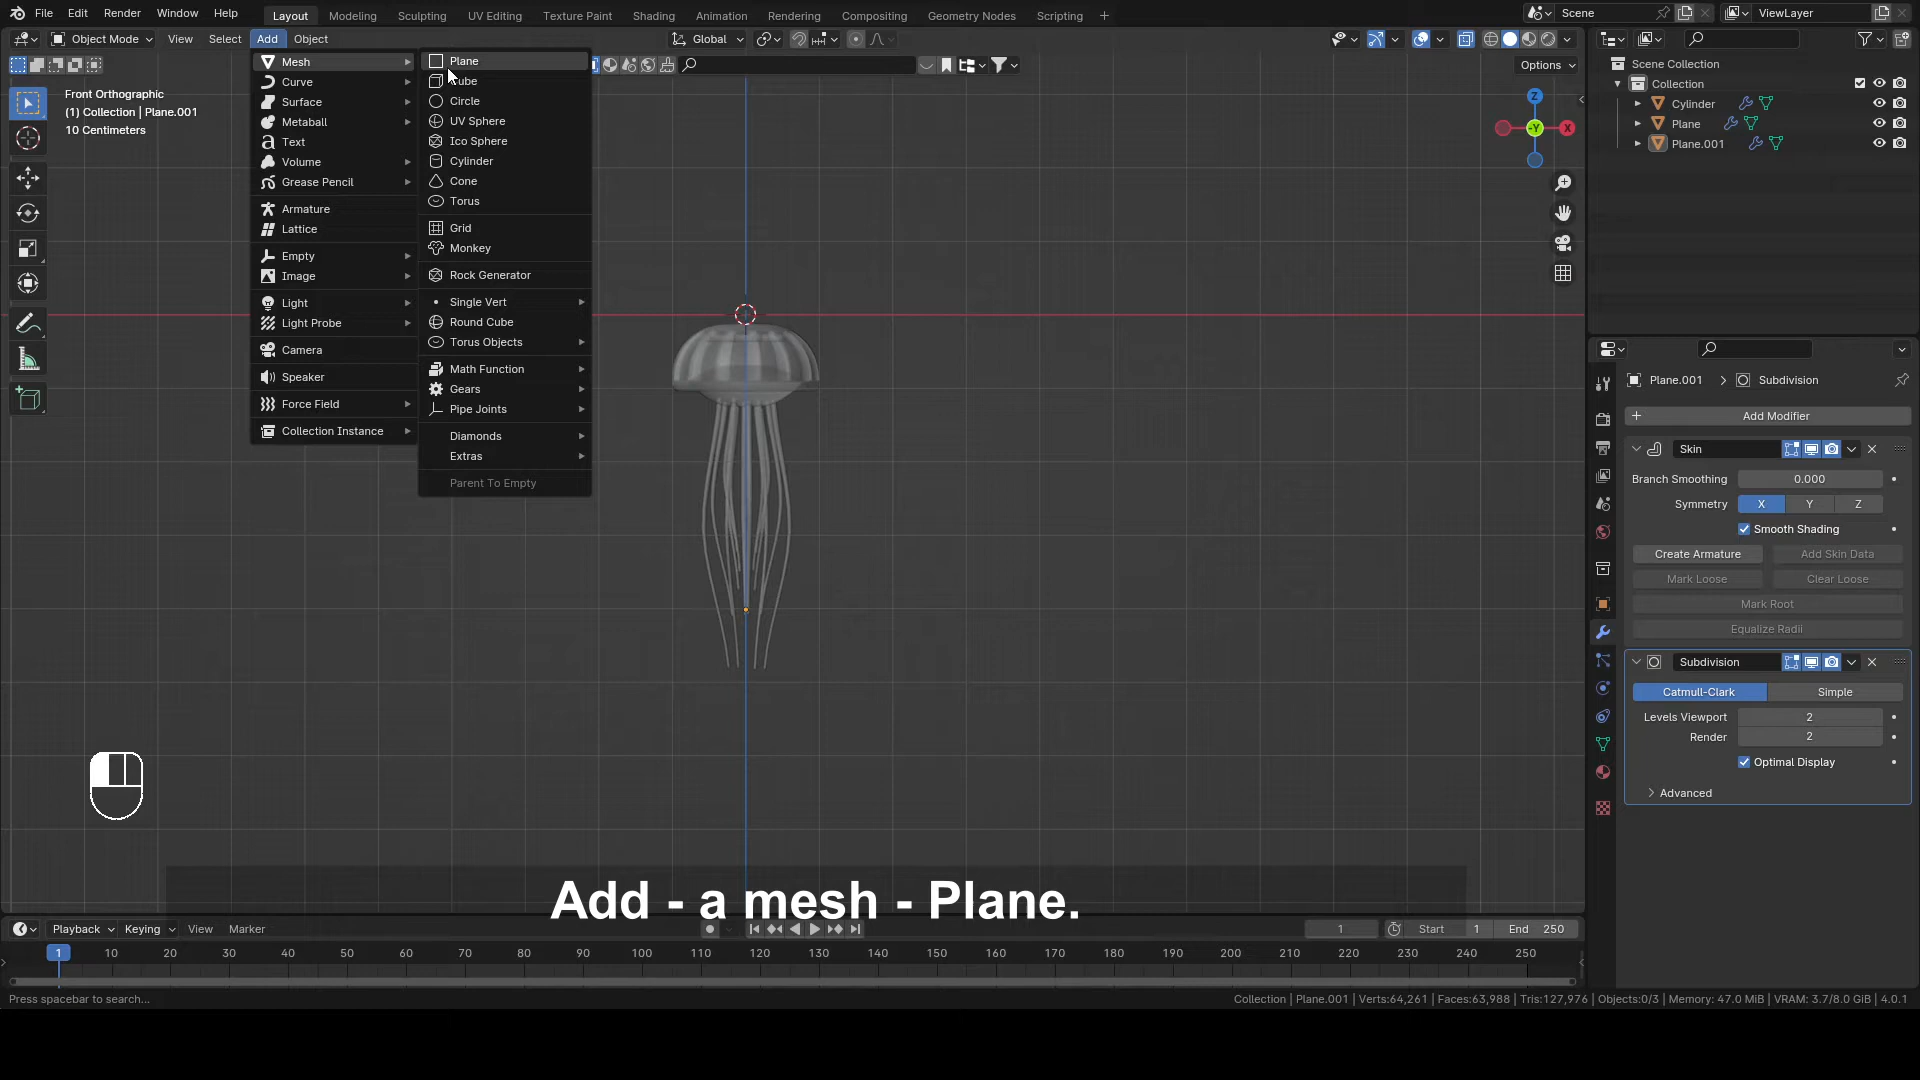 File Edit Render Window Help Layout Modeling Sculpting UV Editing Texture Paint Shading Animation Rendering Compositing Geometry Nodes Scripting + Scene ViewLayer
Object Mode View Select Add Object Global
Options
Front Orthographic
(1) Collection | Plane.001
10 Centimeters
Mesh
Curve
Surface
Metaball
Text
Volume
Grease Pencil
Armature
Lattice
Empty
Image
Light
Light Probe
Camera
Speaker
Force Field
Collection Instance
Plane
Cube
Circle
UV Sphere
Ico Sphere
Cylinder
Cone
Torus
Grid
Monkey
Rock Generator
Single Vert
Round Cube
Torus Objects
Math Function
Gears
Pipe Joints
Diamonds
Extras
Parent To Empty
Z
-Y X
Scene Collection
Collection
Cylinder
Plane
Plane.001
Plane.001 Subdivision
+ Add Modifier
Skin
Branch Smoothing 0.000
Symmetry X Y Z
Smooth Shading
Create Armature Add Skin Data
Mark Loose Clear Loose
Mark Root
Equalize Radii
Subdivision
Catmull-Clark Simple
Levels Viewport 2
Render 2
Optimal Display
Advanced
Add - a mesh - Plane.
Playback Keying View Marker 1 Start 1 End 250
1 10 20 30 40 50 60 70 80 90 100 110 120 130 140 150 160 170 180 190 200 210 220 230 240 250
Press spacebar to search... Collection | Plane.001 | Verts:64,261 | Faces:63,988 | Tris:127,976 | Objects:0/3 | Memory: 47.0 MiB | VRAM: 3.7/8.0 GiB | 4.0.1